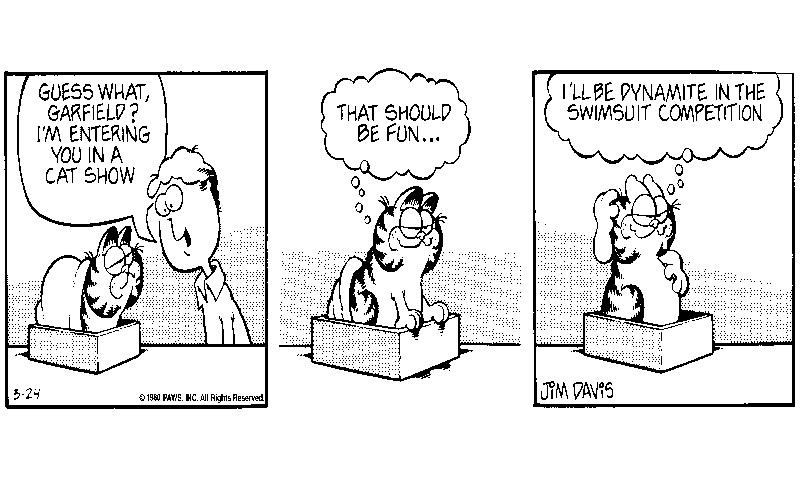 GUESS WHAT,
GARFIELD?
I'M ENTERING
YOU IN A
CAT SHOW
3-24
© 1980 PAWS, INC. All Rights Reserved.
THAT SHOULD
BE FUN...
I'LL BE DYNAMITE IN THE
SWIMSUIT COMPETITION
JIM DAVIS